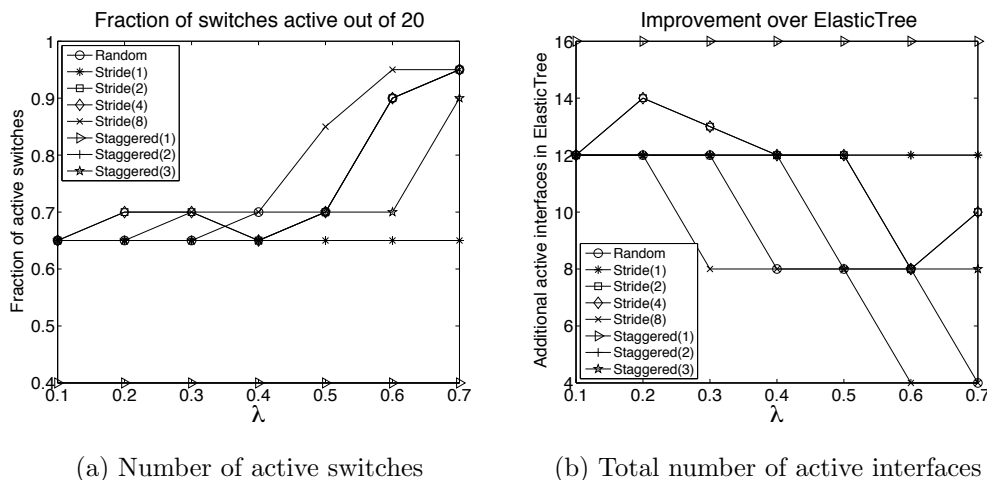 Fraction of switches active out of 20
Fraction of active switches
1
0.9
0.8
0.7
0.6
0.5
0.4
Random
Stride(1)
Stride(2)
Stride(4)
Stride(8)
Staggered(1)
Staggered(2)
Staggered(3)
0.1 0.2 0.3 0.4 0.5 0.6 0.7
λ
(a) Number of active switches
Improvement over ElasticTree
Additional active interfaces in ElasticTree
16
14
12
10
8
6
4
Random
Stride(1)
Stride(2)
Stride(4)
Stride(8)
Staggered(1)
Staggered(2)
Staggered(3)
0.1 0.2 0.3 0.4 0.5 0.6 0.7
λ
(b) Total number of active interfaces